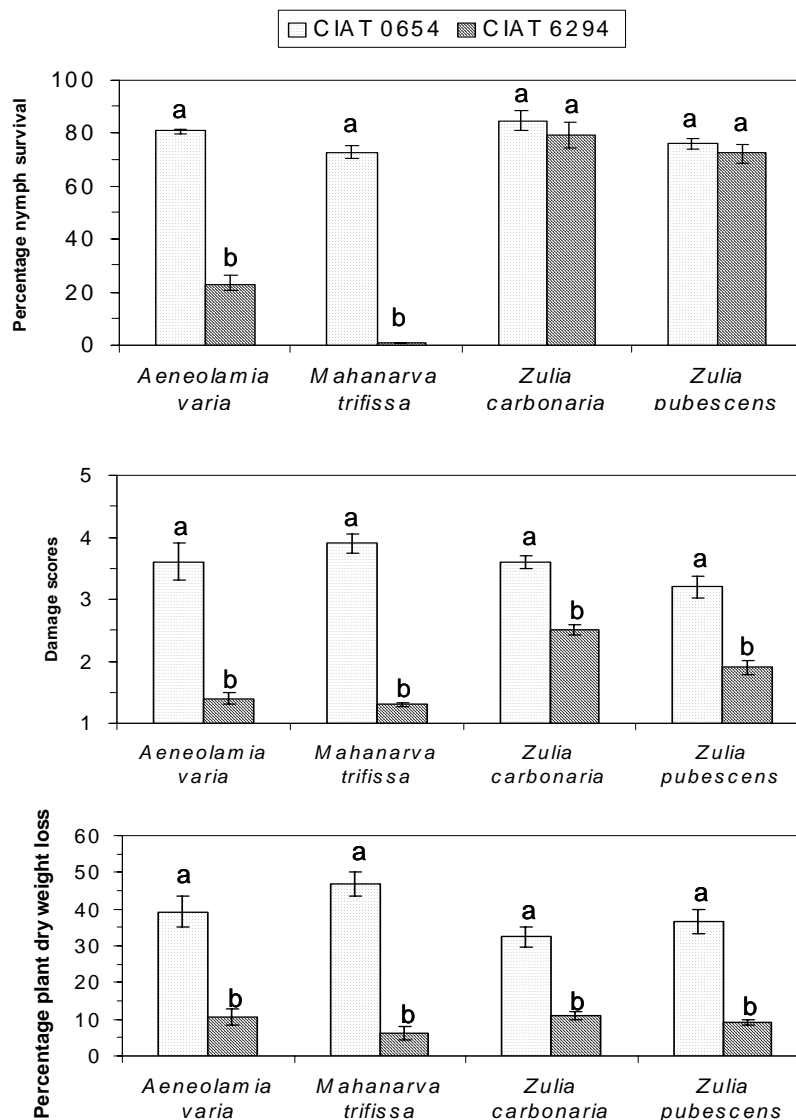 CIAT 0654 CIAT 6294
Percentage nymph survival
100
80
60
40
20
0
a
b
a
b
a
a
a
a
Aeneolamia
varia
Mahanarva
trifissa
Zulia
carbonaria
Zulia
pubescens
Damage scores
5
4
3
2
1
a
b
a
b
a
b
a
b
Aeneolamia
varia
Mahanarva
trifissa
Zulia
carbonaria
Zulia
pubescens
Percentage plant dry weight loss
60
50
40
30
20
10
0
a
b
a
b
a
b
a
b
Aeneolamia
varia
Mahanarva
trifissa
Zulia
carbonaria
Zulia
pubescens